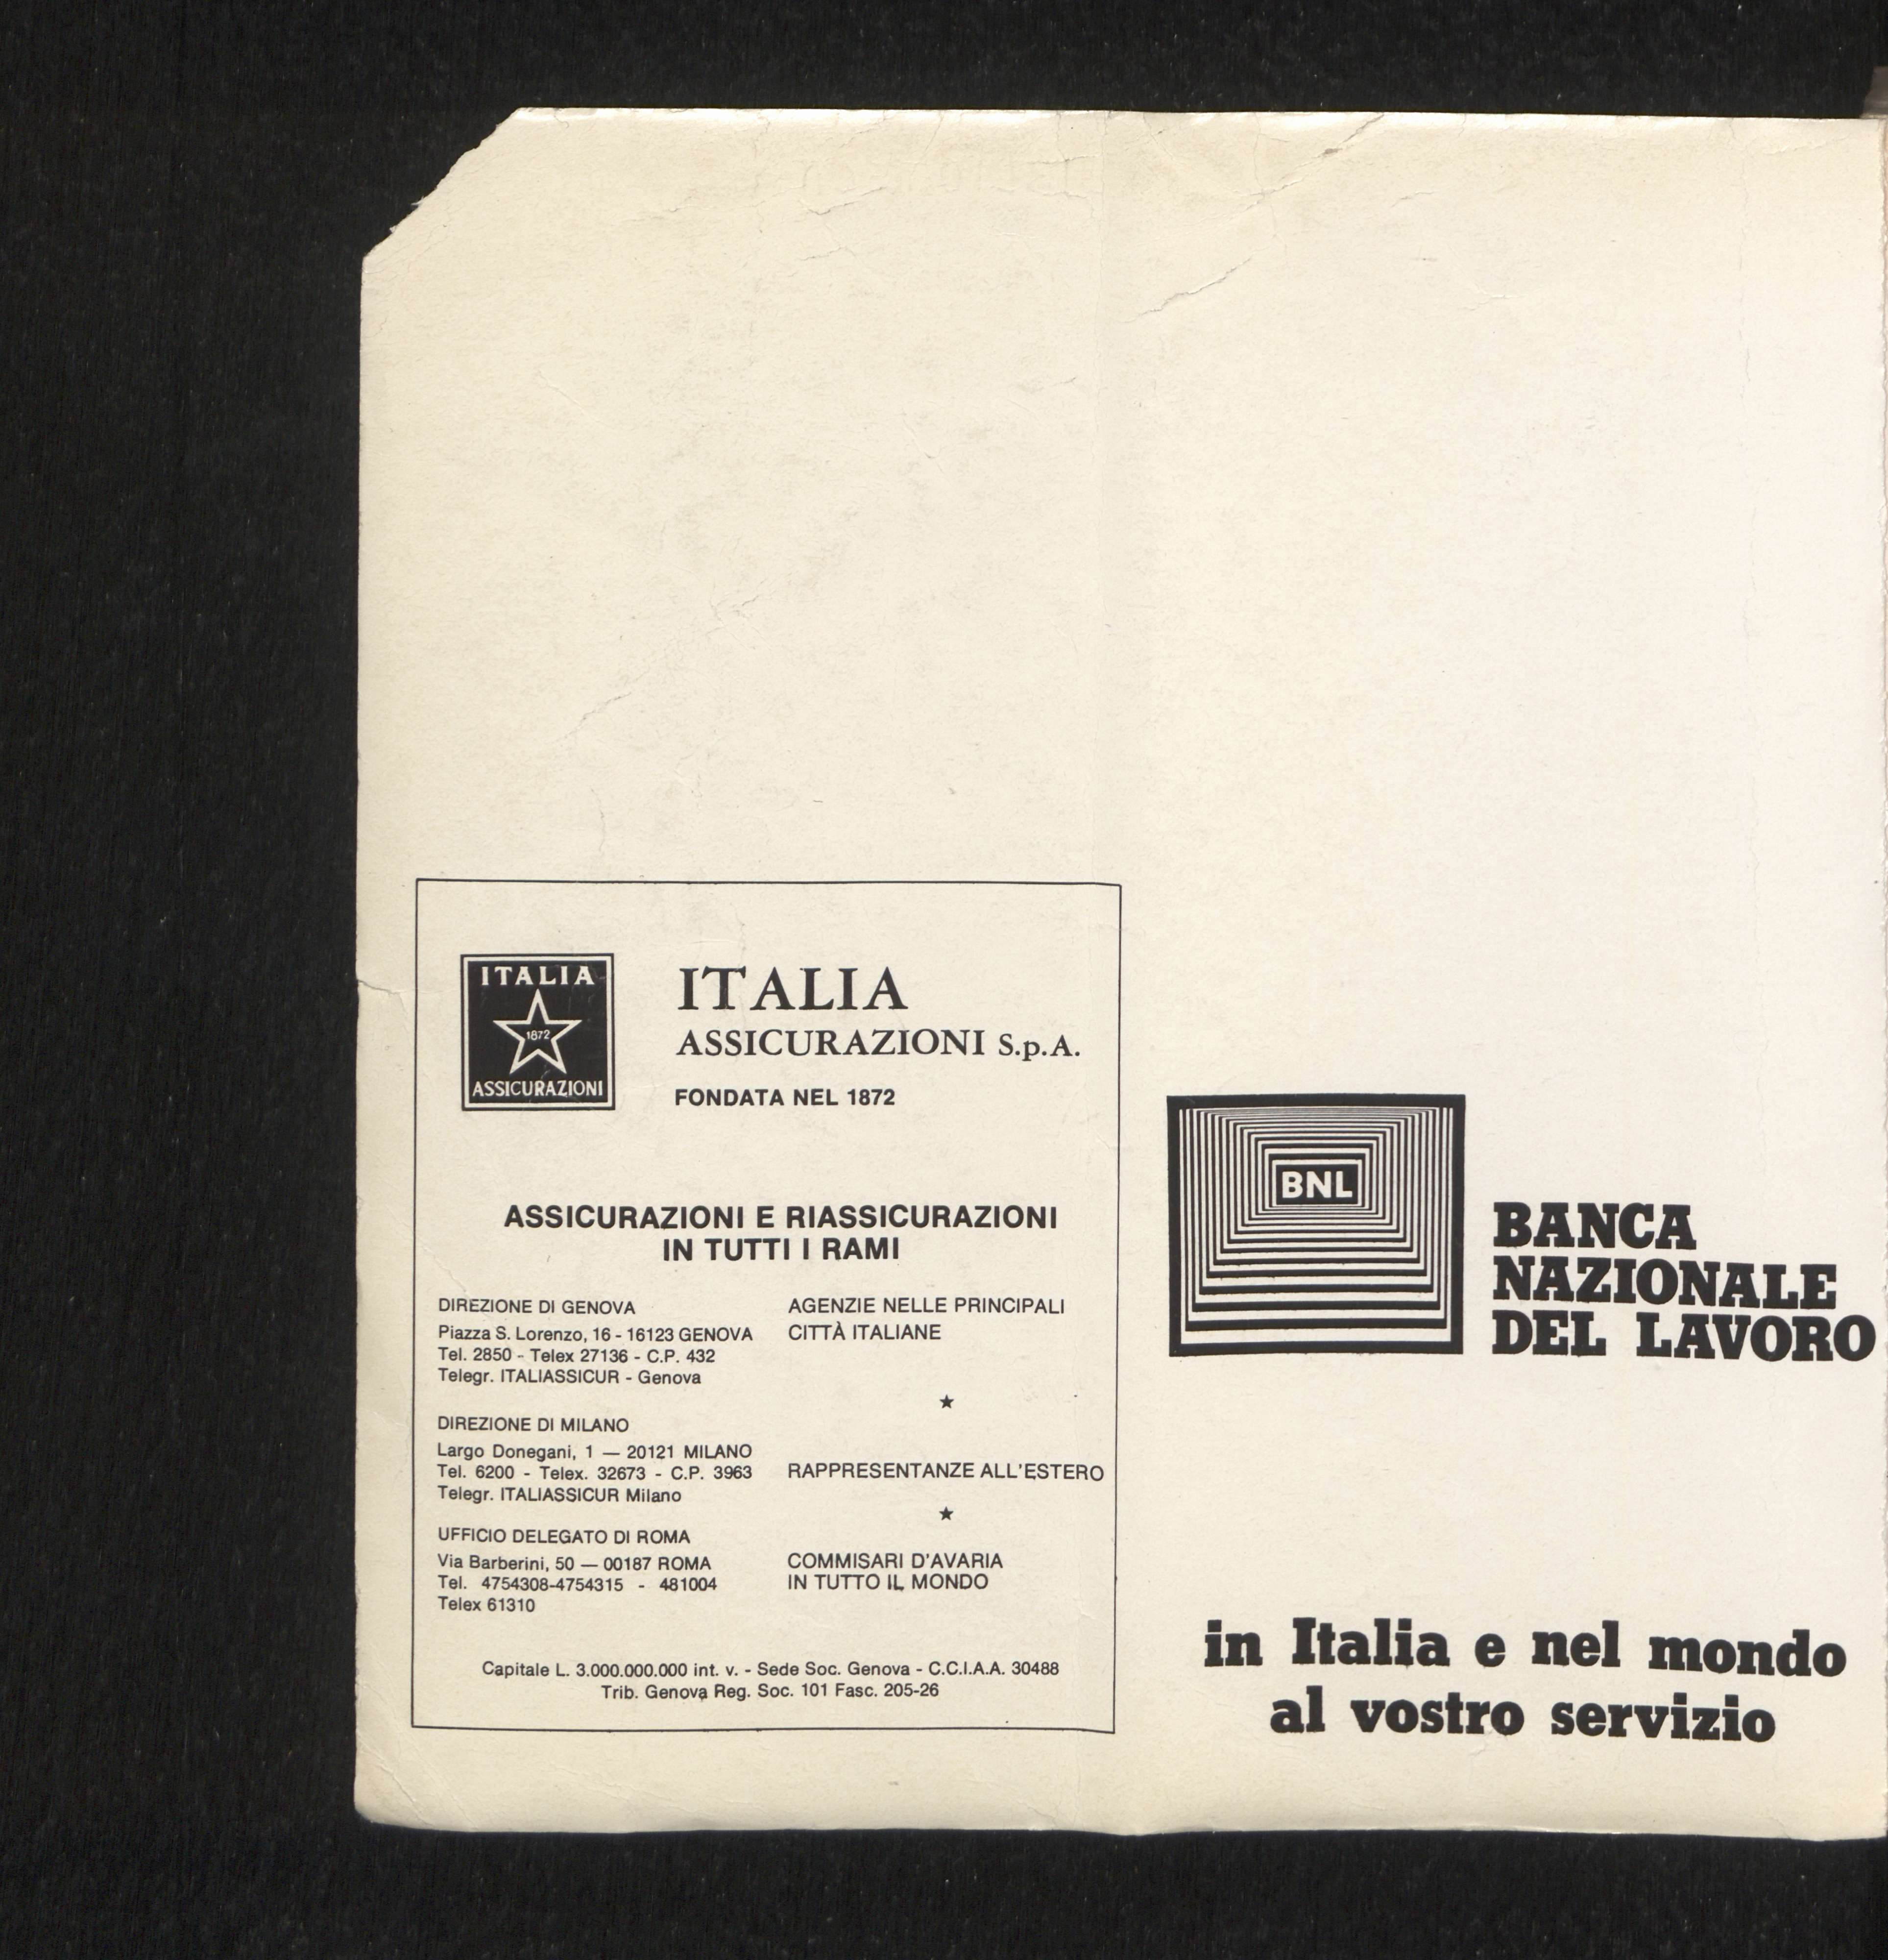 ITALIA
1872
ASSICURAZIONI
ITALIA
ASSICURAZIONI S.p.A.
FONDATA NEL 1872
ASSICURAZIONI E RIASSICURAZIONI
IN TUTTI I RAMI
DIREZIONE DI GENOVA
Piazza S. Lorenzo, 16 - 16123 GENOVA
Tel. 2850 - Telex 27136 - C.P. 432
Telegr. ITALIASSICUR - Genova
DIREZIONE DI MILANO
Largo Donegani, 1 — 20121 MILANO
Tel. 6200 - Telex. 32673 - C.P. 3963
Telegr. ITALIASSICUR Milano
UFFICIO DELEGATO DI ROMA
Via Barberini, 50 — 00187 ROMA
Tel. 4754308-4754315 - 481004
Telex 61310
AGENZIE NELLE PRINCIPALI
CITTÀ ITALIANE
★
RAPPRESENTANZE ALL'ESTERO
★
COMMISARI D'AVARIA
IN TUTTO IL MONDO
Capitale L. 3.000.000.000 int. v. - Sede Soc. Genova - C.C.I.A.A. 30488
Trib. Genova Reg. Soc. 101 Fasc. 205-26
BNL
BANCA
NAZIONALE
DEL LAVORO
in Italia e nel mondo
al vostro servizio